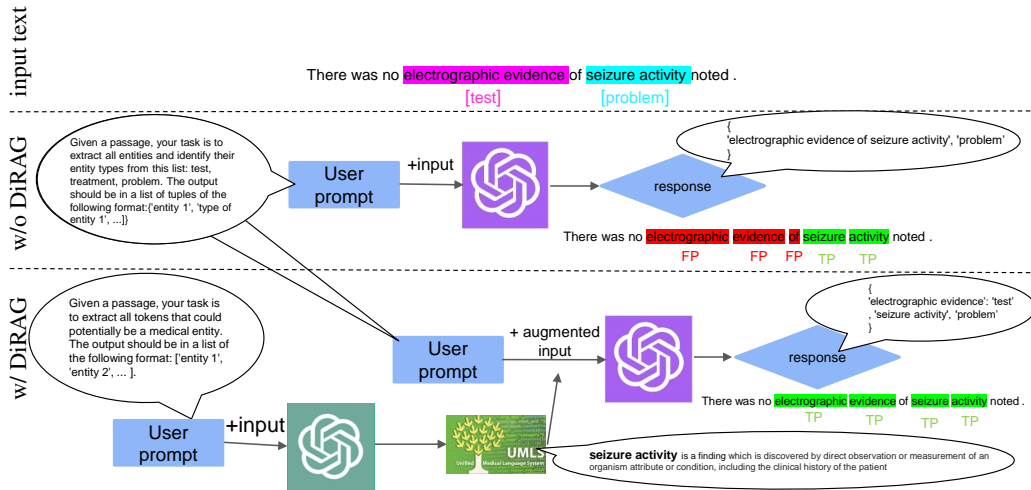 input text
There was no electrographic evidence of seizure activity noted .
[test]
[problem]
w/o DiRAG
Given a passage, your task is to
extract all entities and identify their
entity types from this list: test,
treatment, problem. The output
should be in a list of tuples of the
following format:{'entity 1', 'type of
entity 1', ...]}
User
prompt
+input
{
'electrographic evidence of seizure activity', 'problem'
}
response
There was no electrographic evidence of seizure activity noted .
FP FP FP TP TP
w/ DiRAG
Given a passage, your task is
to extract all tokens that could
potentially be a medical entity.
The output should be in a list
of the following format: ['entity 1',
'entity 2', ... ].
User
prompt
+input
UMLS
Unified Medical Language System
seizure activity is a finding which is discovered by direct observation or measurement of an
organism attribute or condition, including the clinical history of the patient
User
prompt
+ augmented
input
{
'electrographic evidence': 'test'
, 'seizure activity', 'problem'
}
response
There was no electrographic evidence of seizure activity noted .
TP TP TP TP